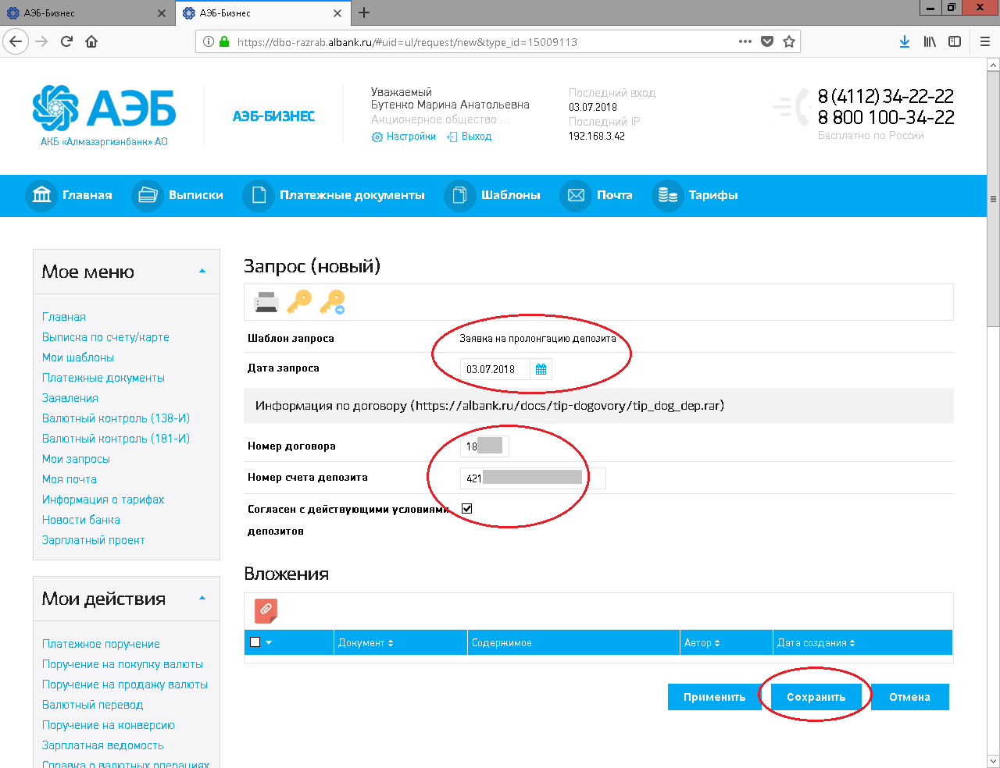 АЭБ-Бизнес
АЭБ-Бизнес
https://dbo-razrab.albank.ru/#uid=ul/request/new&type_id=15009113
АЭБ
АКБ «Алмазэргиэнбанк» АО
АЭБ-БИЗНЕС
Уважаемый
Бутенко Марина Анатольевна
Акционерное общество ...
Настройки
Выход
Последний вход
03.07.2018
Последний IP
192.168.3.42
8 (4112) 34-22-22
8 800 100-34-22
Бесплатно по России
Главная
Выписки
Платежные документы
Шаблоны
Почта
Тарифы
Мое меню
Главная
Выписка по счету/карте
Мои шаблоны
Платежные документы
Заявления
Валютный контроль (138-И)
Валютный контроль (181-И)
Мои запросы
Моя почта
Информация о тарифах
Новости банка
Зарплатный проект
Мои действия
Платежное поручение
Поручение на покупку валюты
Поручение на продажу валюты
Валютный перевод
Поручение на конверсию
Зарплатная ведомость
Справка о валютных операциях
Запрос (новый)
Шаблон запроса
Заявка на пролонгацию депозита
Дата запроса
03.07.2018
Информация по договору (https://albank.ru/docs/tip-dogovory/tip_dog_dep.rar)
Номер договора
18
Номер счета депозита
421
Согласен с действующими условиями
депозитов
Вложения
Документ
Содержимое
Автор
Дата создания
Применить
Сохранить
Отмена